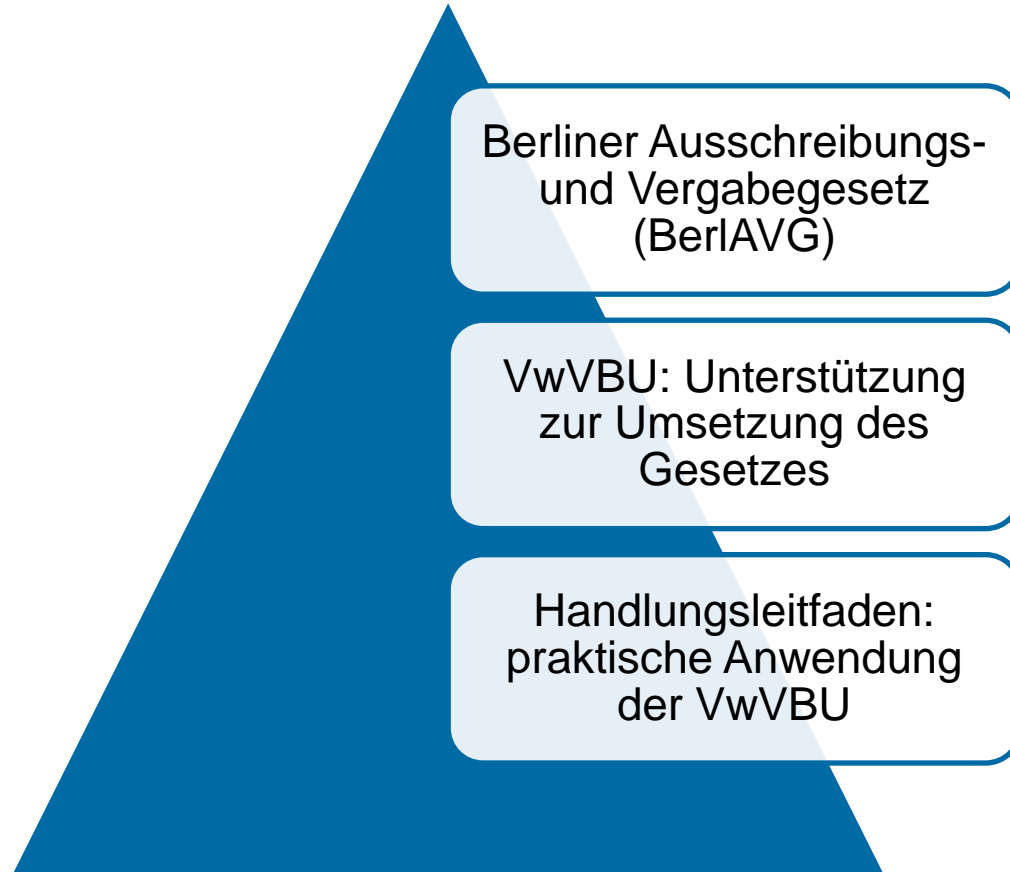 Berliner Ausschreibungs-
und Vergabegesetz
(BerlAVG)
VwVBU: Unterstützung
zur Umsetzung des
Gesetzes
Handlungsleitfaden:
praktische Anwendung
der VwVBU